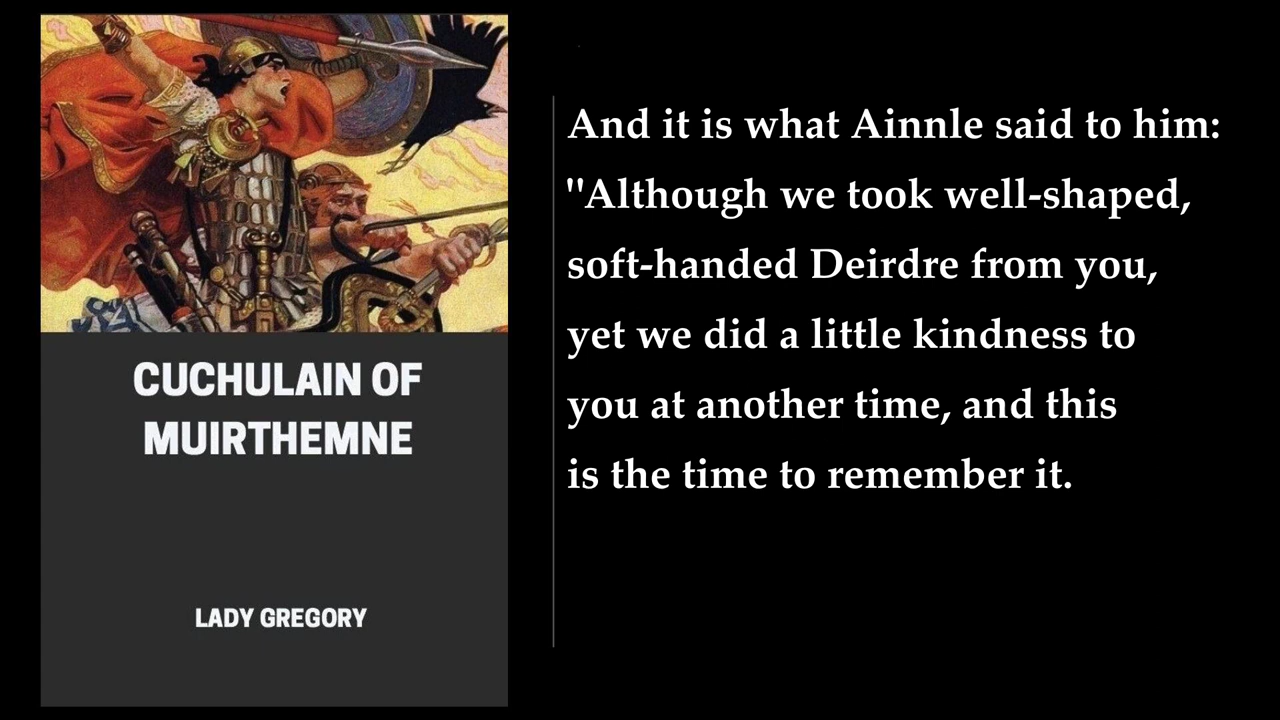 CUCHULAIN OF
MUIRTHEMNE
LADY GREGORY
And it is what Ainnle said to him:
"Although we took well-shaped,
soft-handed Deirdre from you,
yet we did a little kindness to
you at another time, and this
is the time to remember it.